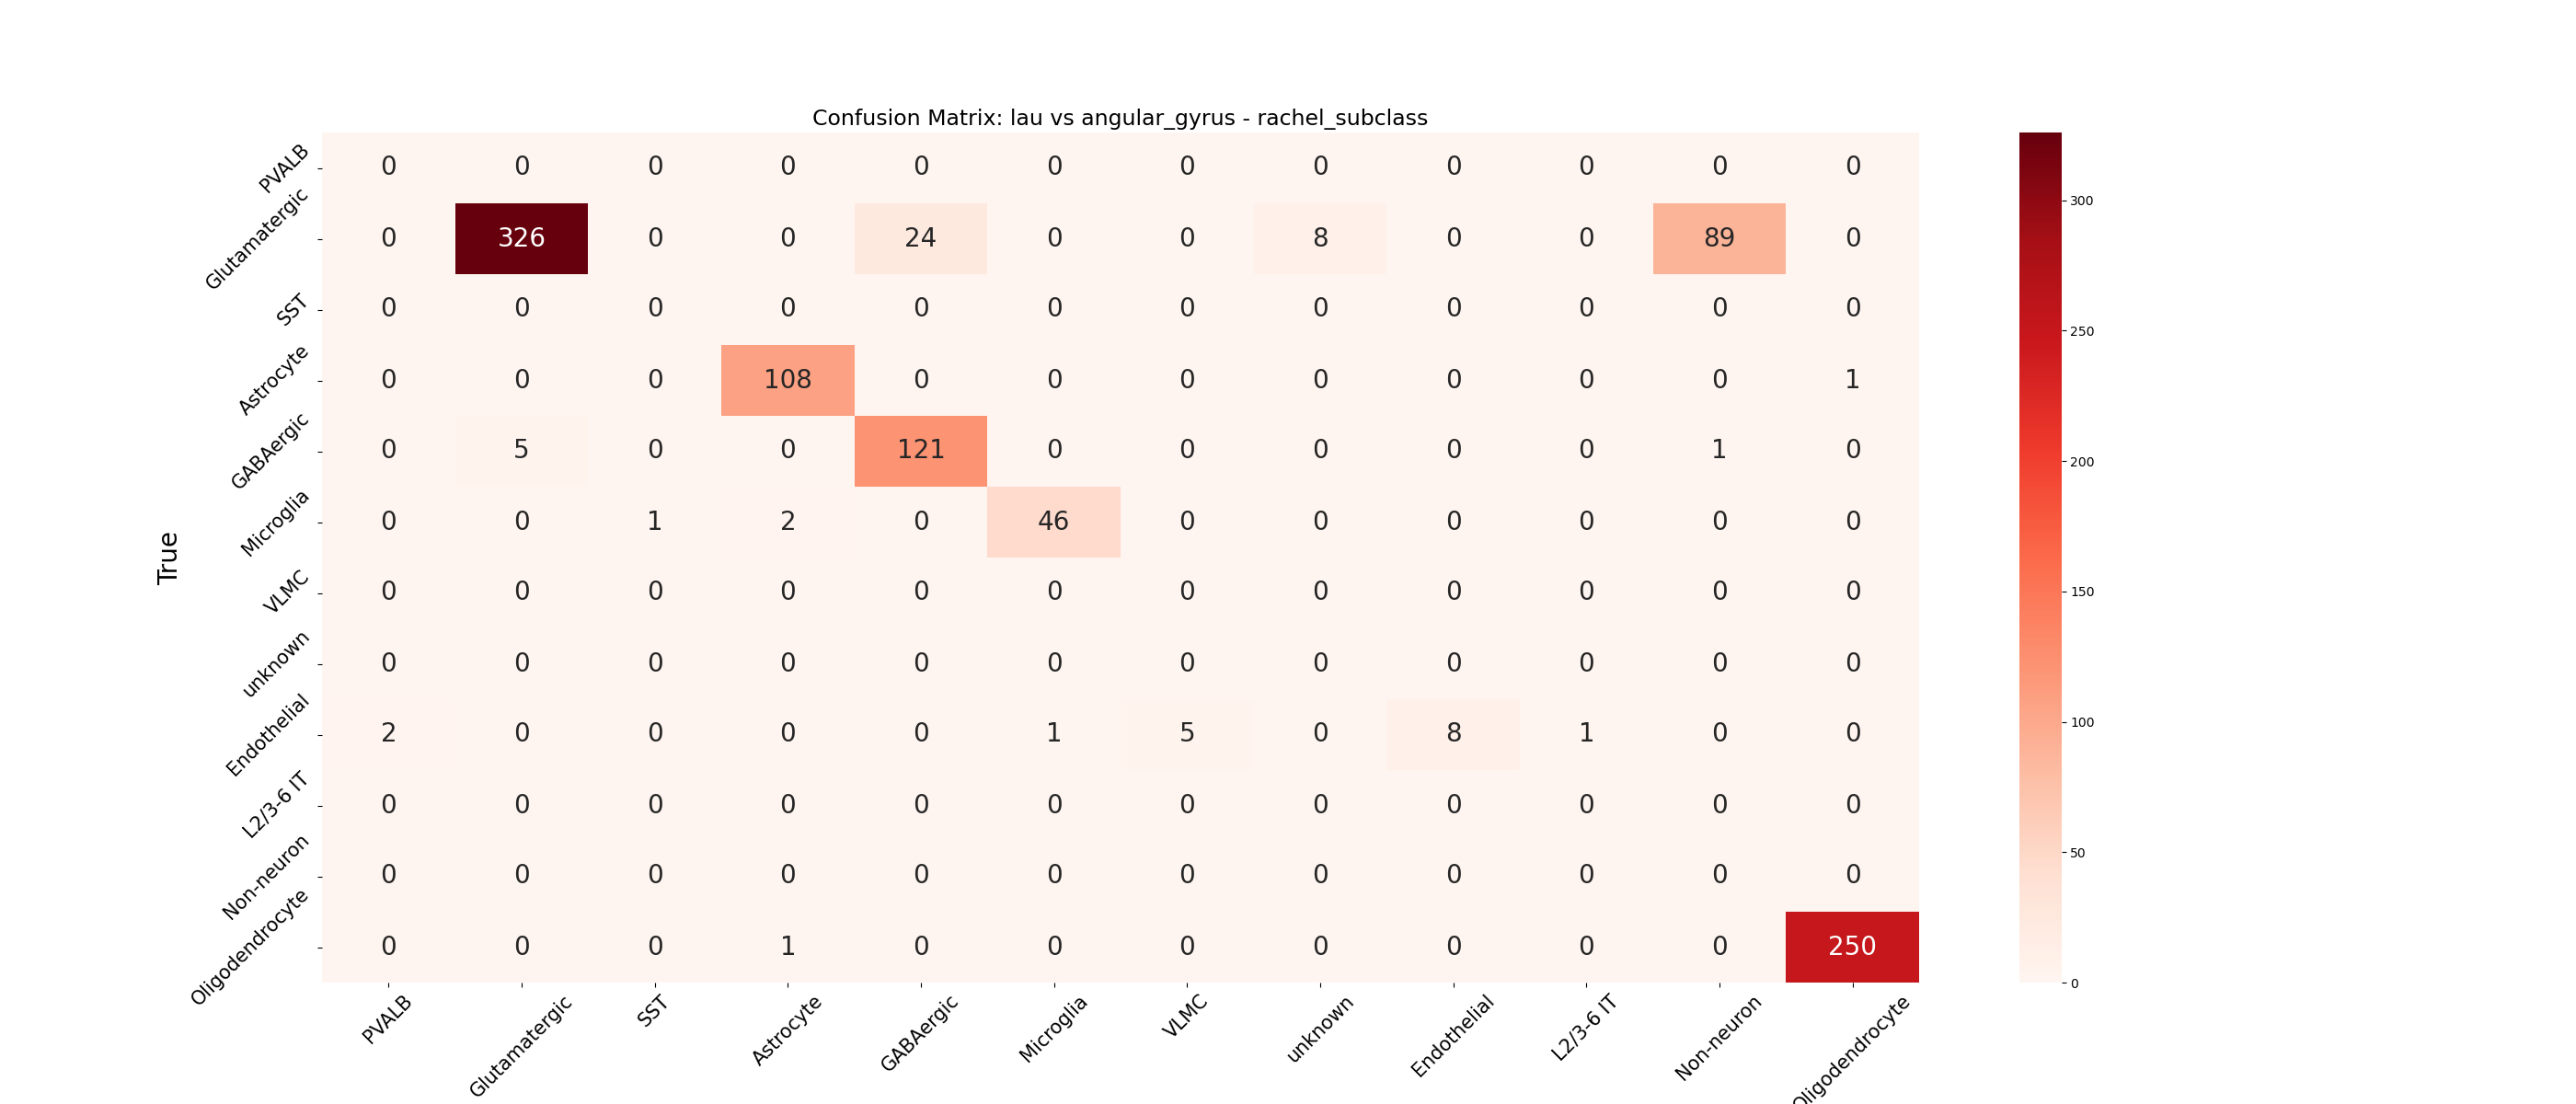 Confusion Matrix: lau vs angular_gyrus - rachel_subclass
PVALB 0 0 0 0 0 0 0 0 0 0 0 0
Glutamatergic 0 326 0 0 24 0 0 8 0 0 89 0
SST 0 0 0 0 0 0 0 0 0 0 0 0
Astrocyte 0 0 0 108 0 0 0 0 0 0 0 1
GABAergic 0 5 0 0 121 0 0 0 0 0 1 0
Microglia 0 0 1 2 0 46 0 0 0 0 0 0
VLMC 0 0 0 0 0 0 0 0 0 0 0 0
unknown 0 0 0 0 0 0 0 0 0 0 0 0
Endothelial 2 0 0 0 0 1 5 0 8 1 0 0
L2/3-6 IT 0 0 0 0 0 0 0 0 0 0 0 0
Non-neuron 0 0 0 0 0 0 0 0 0 0 0 0
Oligodendrocyte 0 0 0 1 0 0 0 0 0 0 0 250
True
PVALB Glutamatergic SST Astrocyte GABAergic Microglia VLMC unknown Endothelial L2/3-6 IT Non-neuron Oligodendrocyte
300
250
200
150
100
50
0